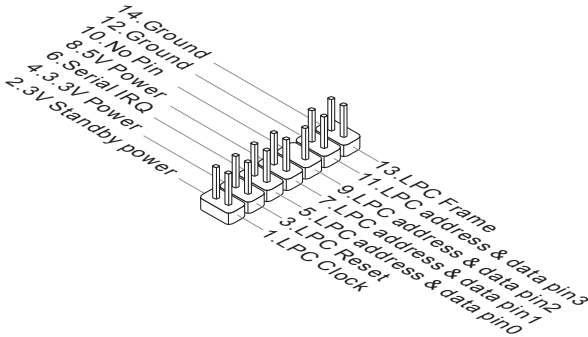 14.Ground
12.Ground
10.No Pin
8.5V Power
6.Serial IRQ
4.3.3V Power
2.3V Standby power
13.LPC Frame
11.LPC address & data pin3
9.LPC address & data pin2
7.LPC address & data pin1
5.LPC address & data pin0
3.LPC Reset
1.LPC Clock